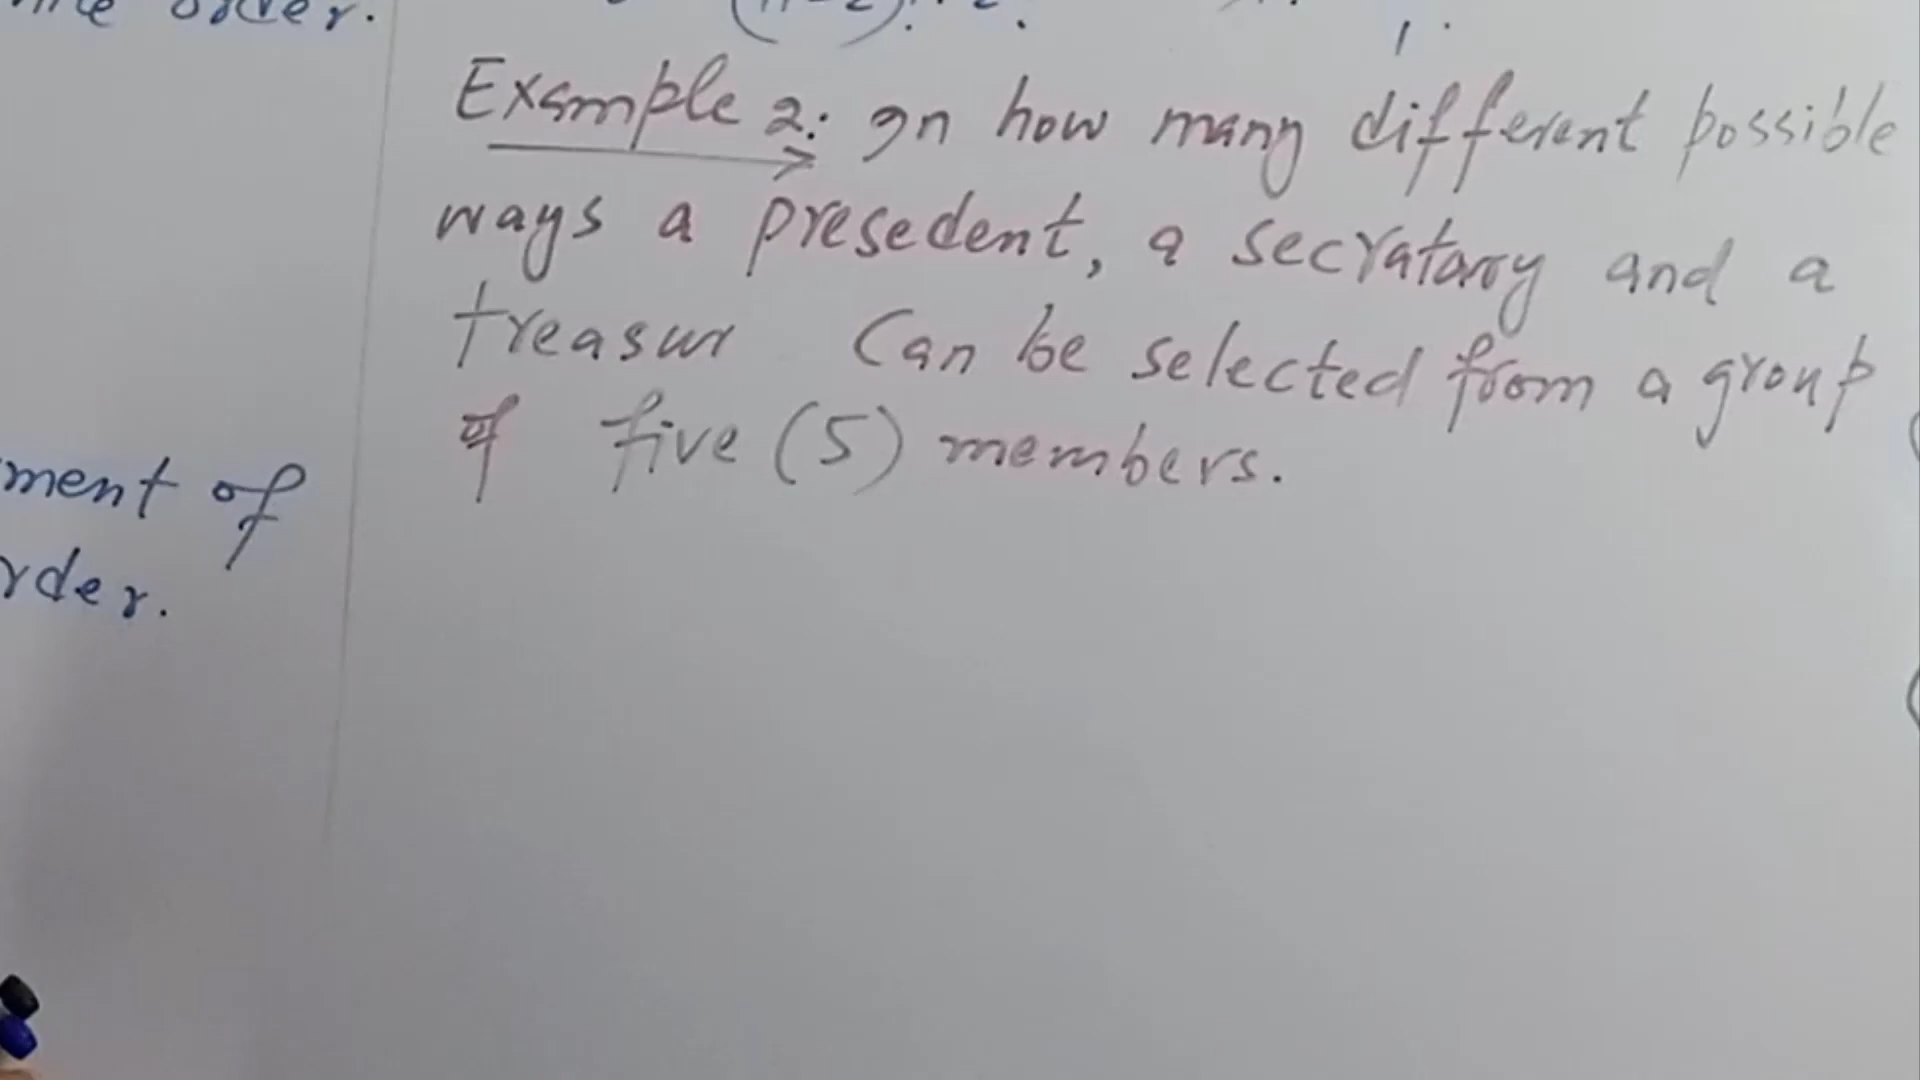 order.
Example 2: In how many different possible
ways a presedent, a secratary and a
treasur Can be selected from a group
of five (5) members.
ment of
rder.